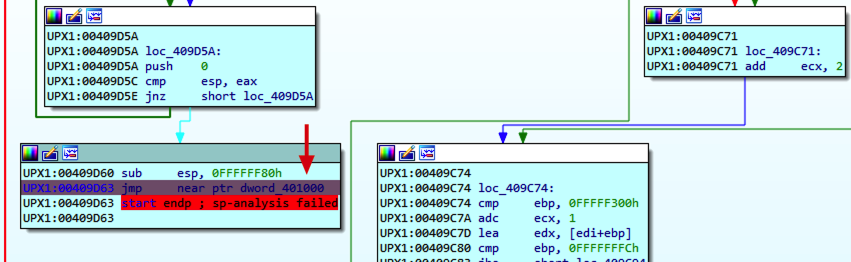 UPX1:00409D5A
UPX1:00409D5A loc_409D5A:
UPX1:00409D5A push 0
UPX1:00409D5C cmp esp, eax
UPX1:00409D5E jnz short loc_409D5A
UPX1:00409C71
UPX1:00409C71 loc_409C71:
UPX1:00409C71 add ecx, 2
UPX1:00409D60 sub esp, 0FFFFFF80h
UPX1:00409D63 jmp near ptr dword_401000
UPX1:00409D63 start endp ; sp-analysis failed
UPX1:00409D63
UPX1:00409C74
UPX1:00409C74 loc_409C74:
UPX1:00409C74 cmp ebp, 0FFFFF300h
UPX1:00409C7A adc ecx, 1
UPX1:00409C7D lea edx, [edi+ebp]
UPX1:00409C80 cmp ebp, 0FFFFFFFCh